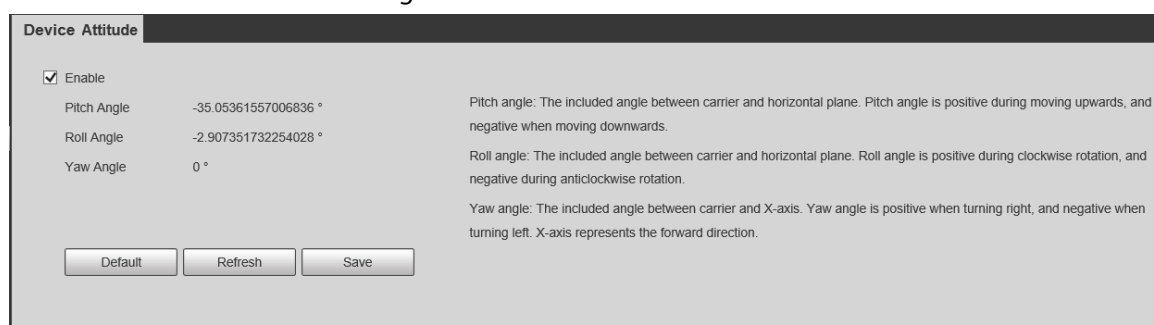 Device Attitude
Enable
Pitch Angle -35.05361557006836 °
Roll Angle -2.907351732254028 °
Yaw Angle 0 °
Pitch angle: The included angle between carrier and horizontal plane. Pitch angle is positive during moving upwards, and
negative when moving downwards.
Roll angle: The included angle between carrier and horizontal plane. Roll angle is positive during clockwise rotation, and
negative during anticlockwise rotation.
Yaw angle: The included angle between carrier and X-axis. Yaw angle is positive when turning right, and negative when
turning left. X-axis represents the forward direction.
Default Refresh Save